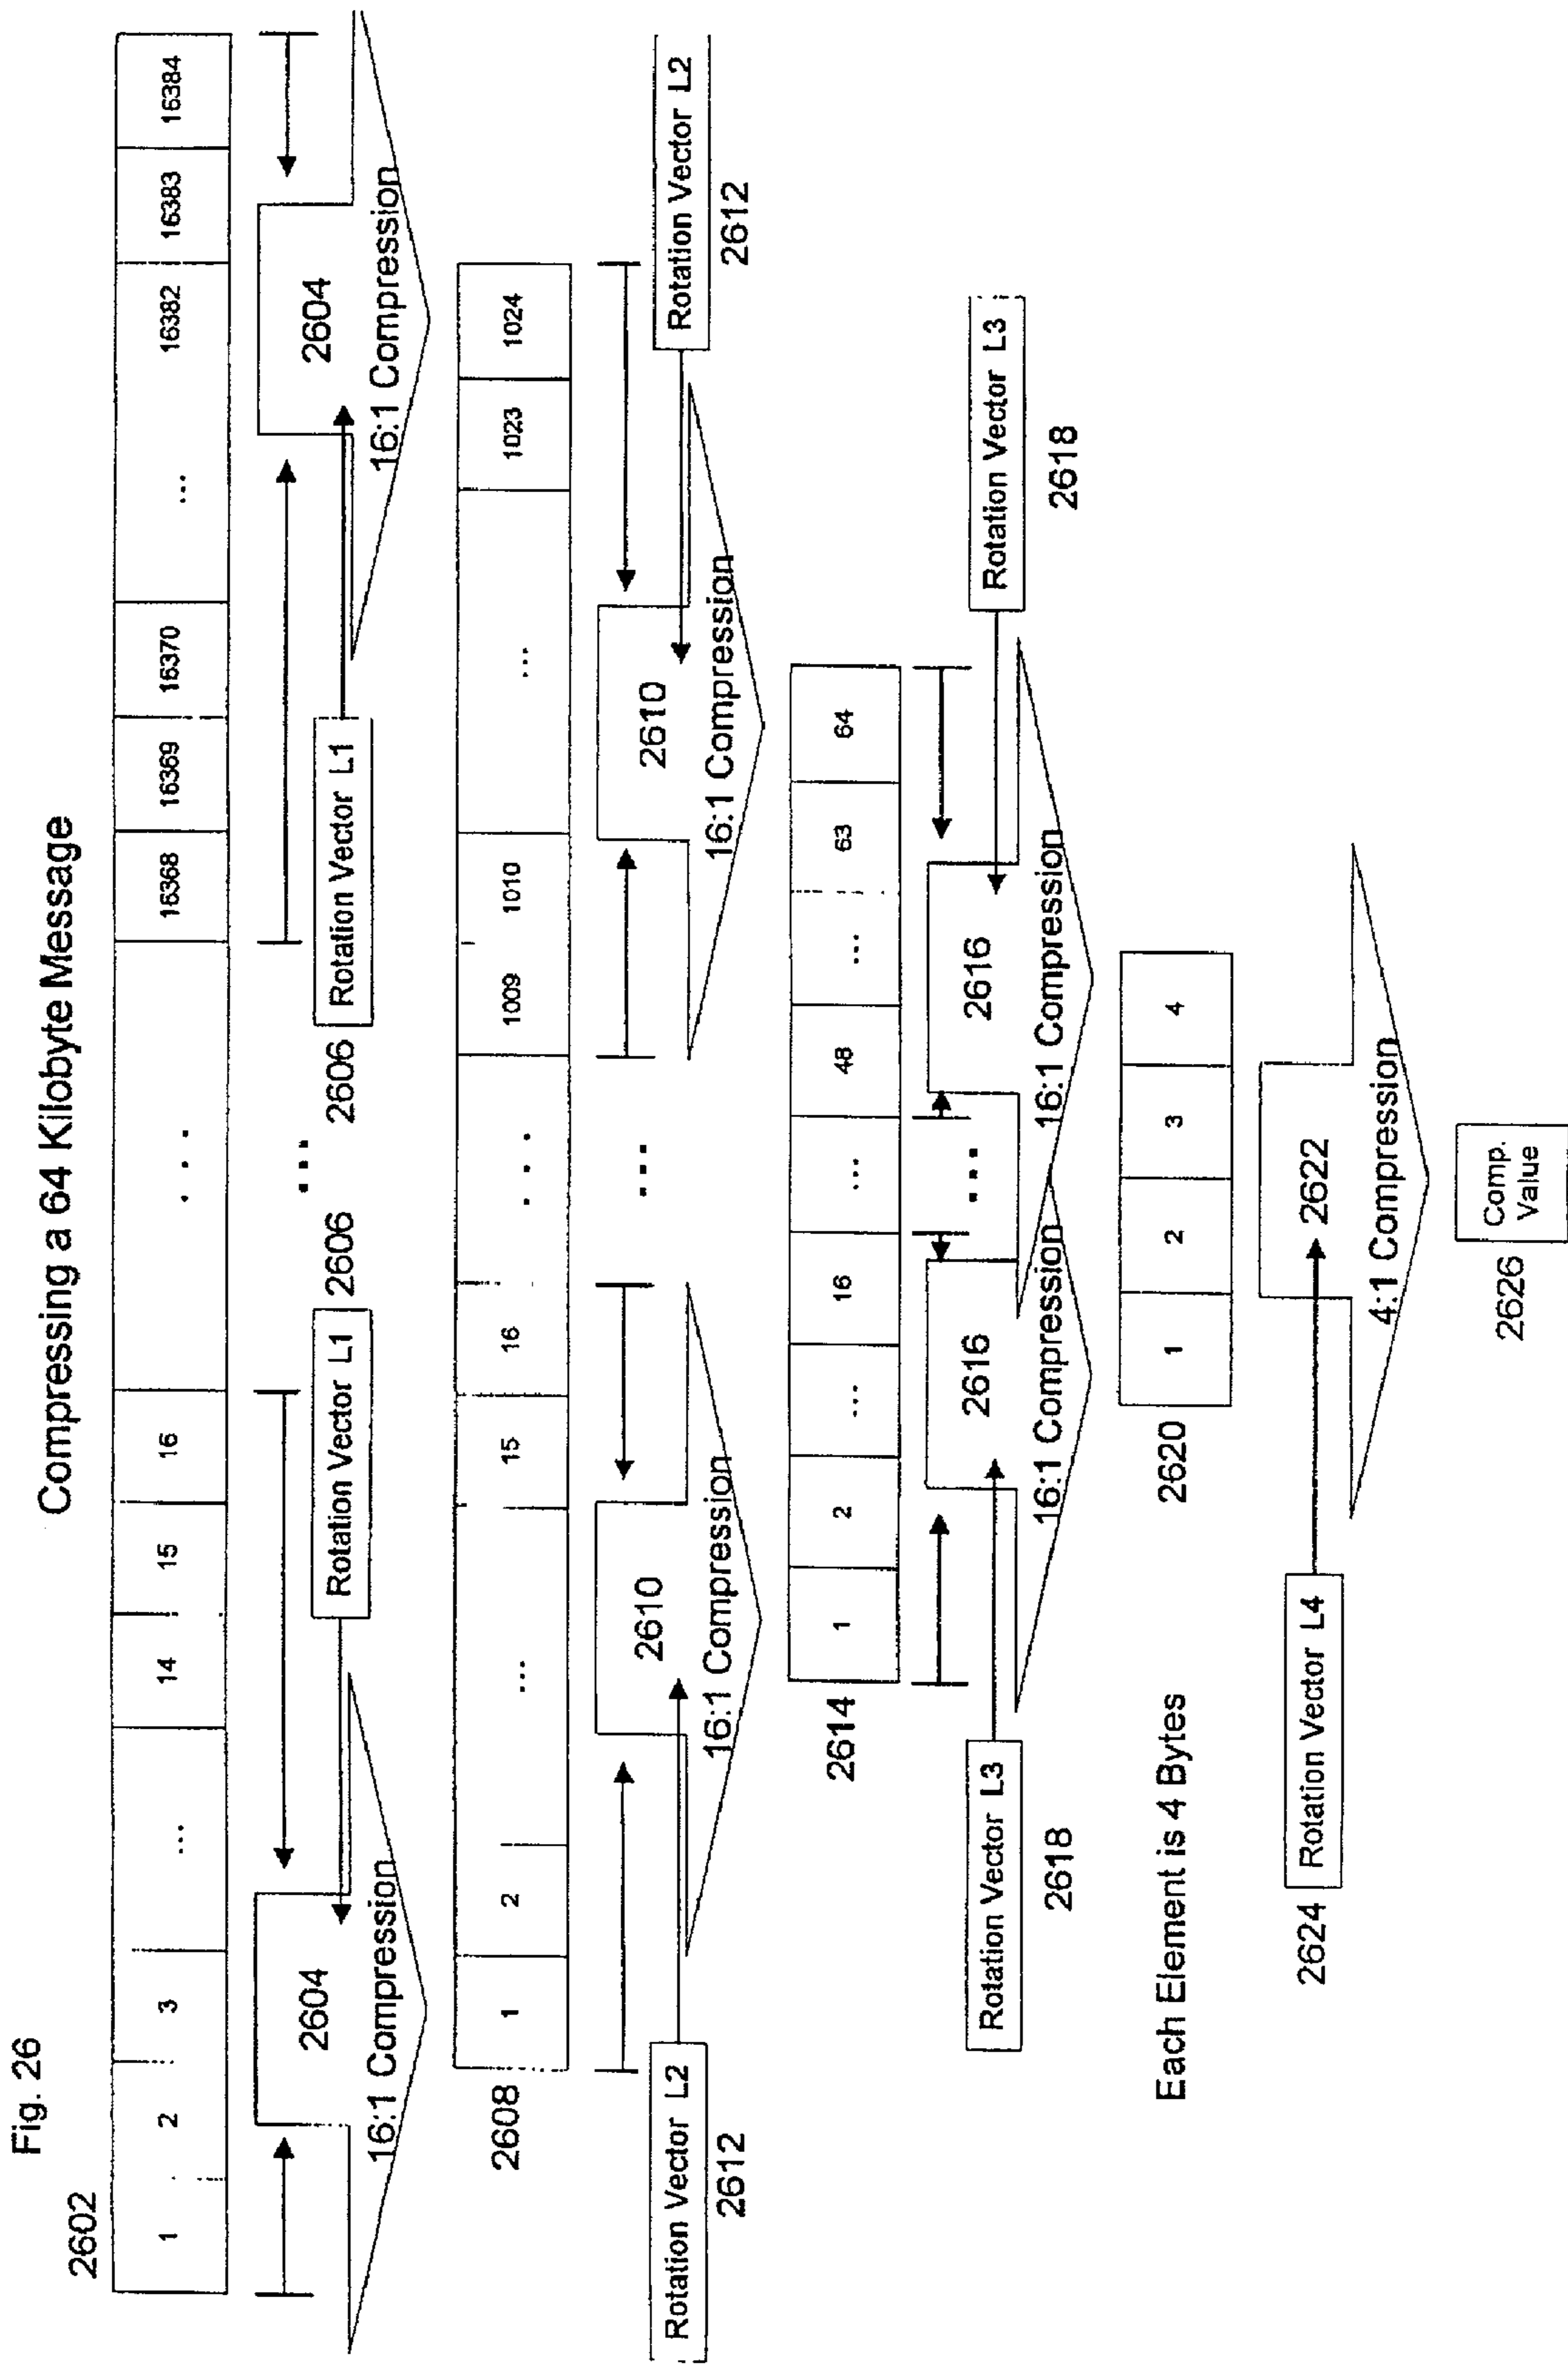 Fig. 26
Compressing a 64 Kilobyte Message
2602
1 2 3 ... 14 15 16 ... 16368 16369 16370 ... 16382 16383 16384
2604 Rotation Vector L1 2606 ... 2606 Rotation Vector L1 2604
16:1 Compression 16:1 Compression
2608
1 2 ... 15 16 ... 1009 1010 ... 1023 1024
2610 ... 2610
Rotation Vector L2 16:1 Compression 16:1 Compression Rotation Vector L2
2612 2612
2614
1 2 ... 16 ... 48 ... 63 64
2616 ... 2616
Rotation Vector L3 Rotation Vector L3
16:1 Compression 16:1 Compression
2618 2618
Each Element is 4 Bytes
2620
1 2 3 4
2624 Rotation Vector L4 2622
4:1 Compression
2626
Comp.
Value